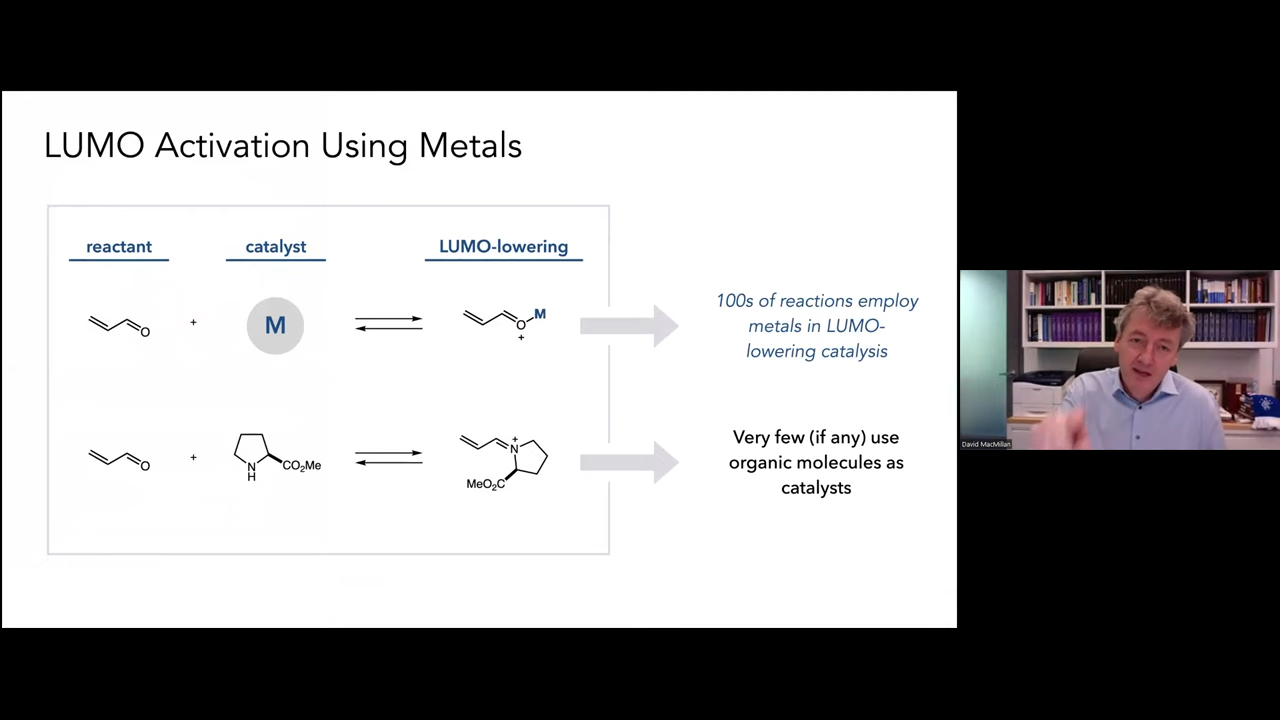 LUMO Activation Using Metals
reactant
catalyst
LUMO-lowering
O
+
M
O
M
+
100s of reactions employ
metals in LUMO-
lowering catalysis
O
+
N
H
CO₂Me
+
N
MeO₂C
Very few (if any) use
organic molecules as
catalysts
David MacMillan